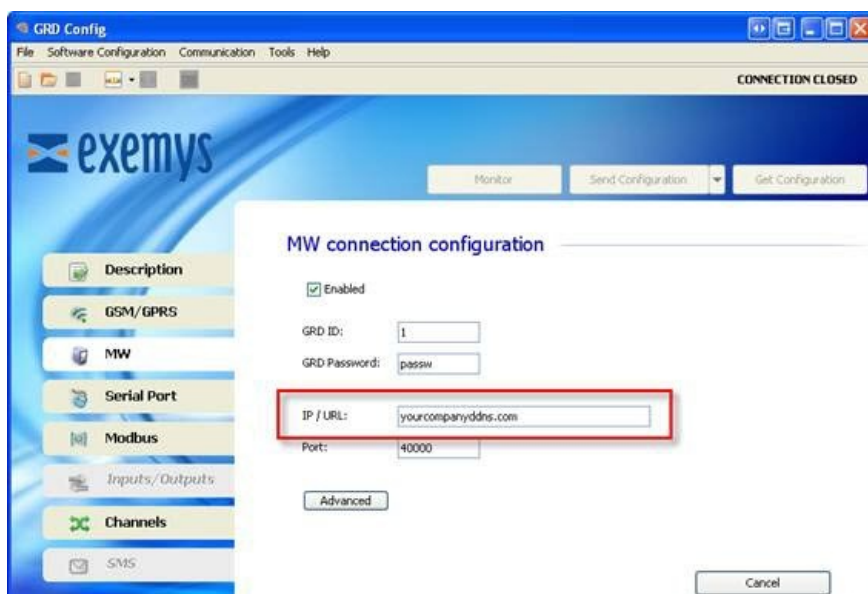 GRD Config
File Software Configuration Communication Tools Help
CONNECTION CLOSED
exemys
Monitor Send Configuration Get Configuration
MW connection configuration
Description
Enabled
GSM/GPRS
GRD ID: 1
MW
GRD Password: passw
Serial Port
IP / URL: yourcompanyddns.com
Modbus
Port: 40000
Inputs/Outputs
Advanced
Channels
SMS
Cancel